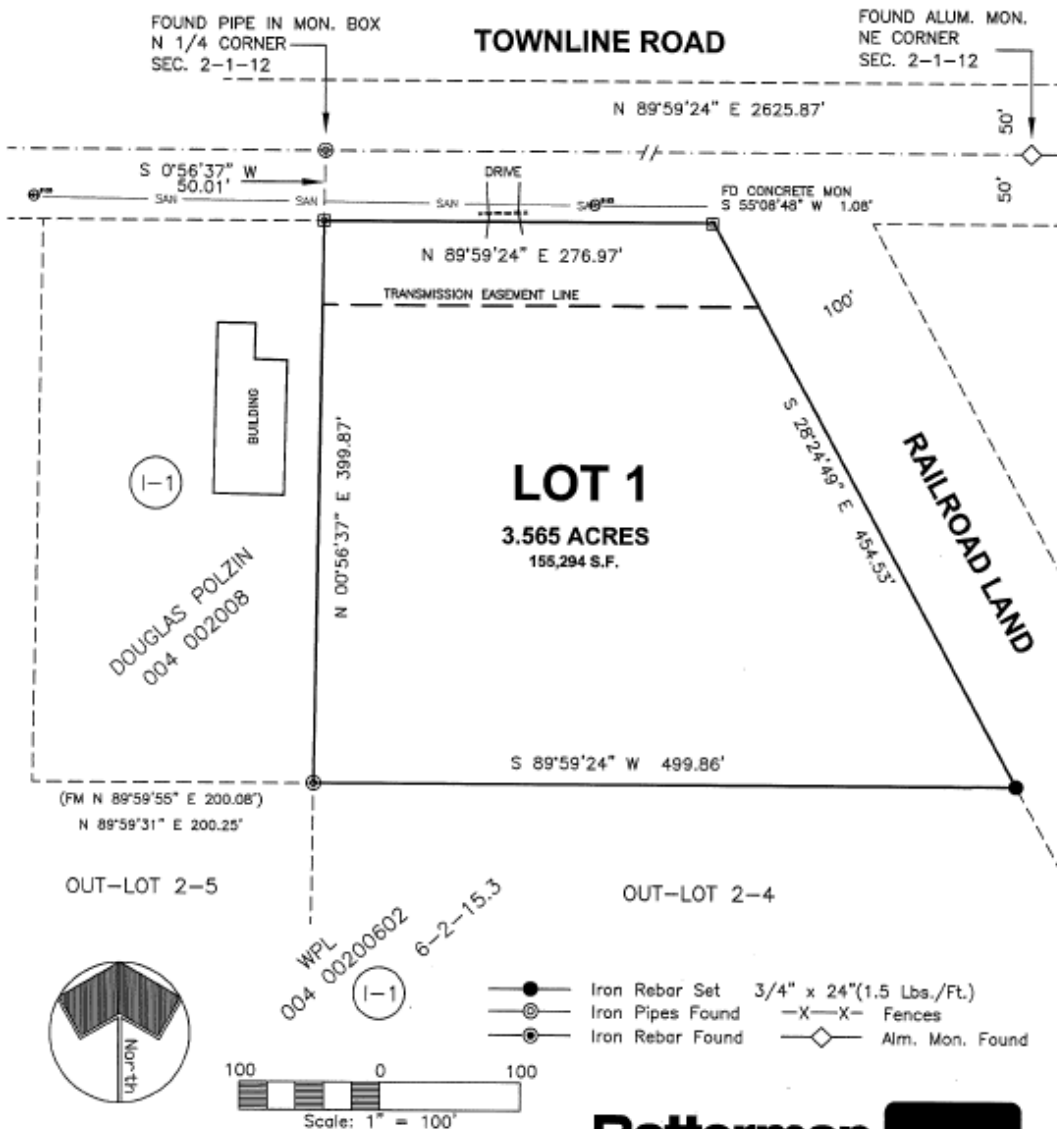 FOUND PIPE IN MON. BOX
N 1/4 CORNER
SEC. 2-1-12
TOWNLINE ROAD
FOUND ALUM. MON.
NE CORNER
SEC. 2-1-12
N 89°59'24" E 2625.87'
50'
50'
S 0°56'37" W
50.01'
DRIVE
SAN
SAN
SAN
FD CONCRETE MON
S 55°08'48" W 1.08'
N 89°59'24" E 276.97'
TRANSMISSION EASEMENT LINE
100'
BUILDING
I-1
N 00°56'37" E 399.87'
LOT 1
3.565 ACRES
155,294 S.F.
S 28°24'49" E 454.53'
RAILROAD LAND
DOUGLAS POLZIN
004 002008
S 89°59'24" W 499.86'
(FM N 89°59'55" E 200.08')
N 89°59'31" E 200.25'
OUT-LOT 2-5
OUT-LOT 2-4
WPL
004 00200602
6-2-15.3
I-1
North
Iron Rebar Set 3/4" x 24"(1.5 Lbs./Ft.)
Iron Pipes Found -X-X- Fences
Iron Rebar Found Alm. Mon. Found
100 0 100
Scale: 1" = 100'
Batterman